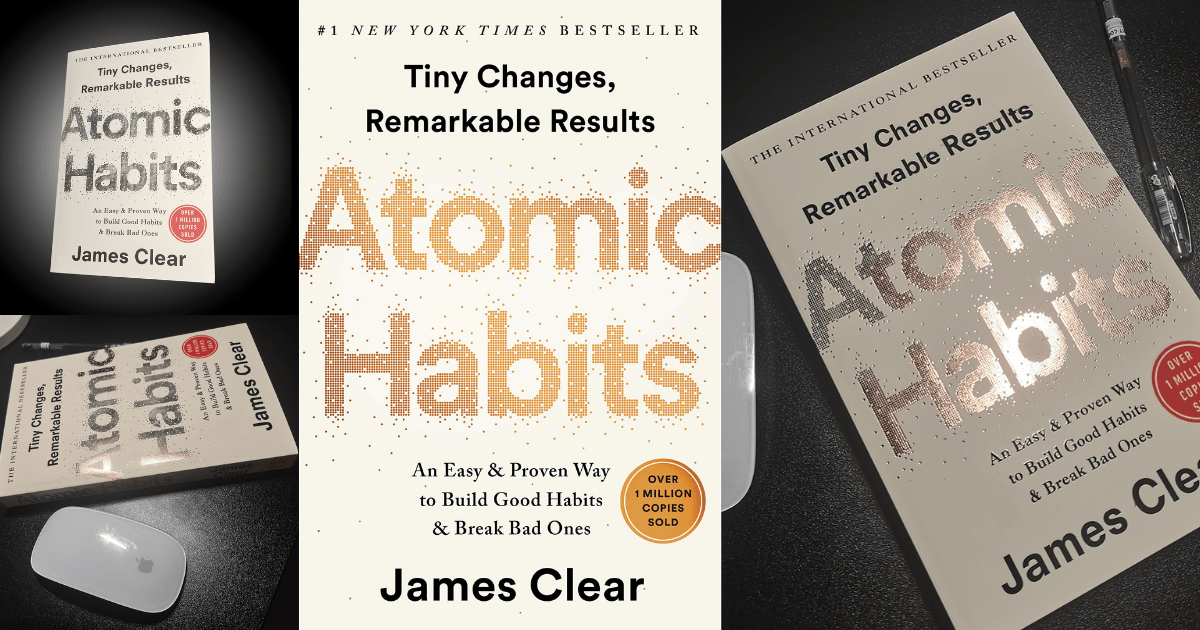 THE INTERNATIONAL BESTSELLER
Tiny Changes,
Remarkable Results
Atomic
Habits
An Easy & Proven Way
to Build Good Habits
& Break Bad Ones
OVER
1 MILLION
COPIES
SOLD
James Clear
THE INTERNATIONAL BESTSELLER
Tiny Changes,
Remarkable Results
Atomic
Habits
An Easy & Proven Way
to Build Good Habits
& Break Bad Ones
James Clear
#1 NEW YORK TIMES BESTSELLER
Tiny Changes,
Remarkable Results
Atomic
Habits
An Easy & Proven Way
to Build Good Habits
& Break Bad Ones
OVER
1 MILLION
COPIES
SOLD
James Clear
THE INTERNATIONAL BESTSELLER
Tiny Changes,
Remarkable Results
Atomic
Habits
OVER
1 MILLIO
COP
S
An Easy & Proven Way
to Build Good Habits
& Break Bad Ones
James Cle